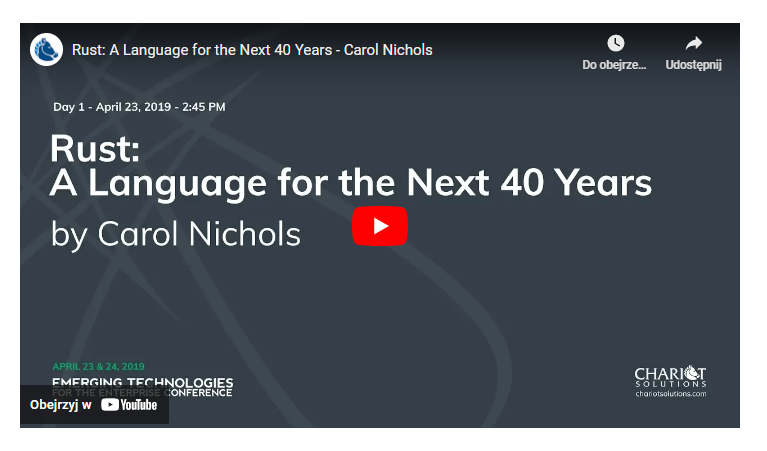 Rust: A Language for the Next 40 Years - Carol Nichols
Do obejrze...
Udostępnij
Day 1 - April 23, 2019 - 2:45 PM
Rust:
A Language for the Next 40 Years
by Carol Nichols
APRIL 23 & 24, 2019
EMERGING TECHNOLOGIES
FOR THE ENTERPRISE CONFERENCE
Obejrzyj w YouTube
CHARIOT
SOLUTIONS
chariotsolutions.com